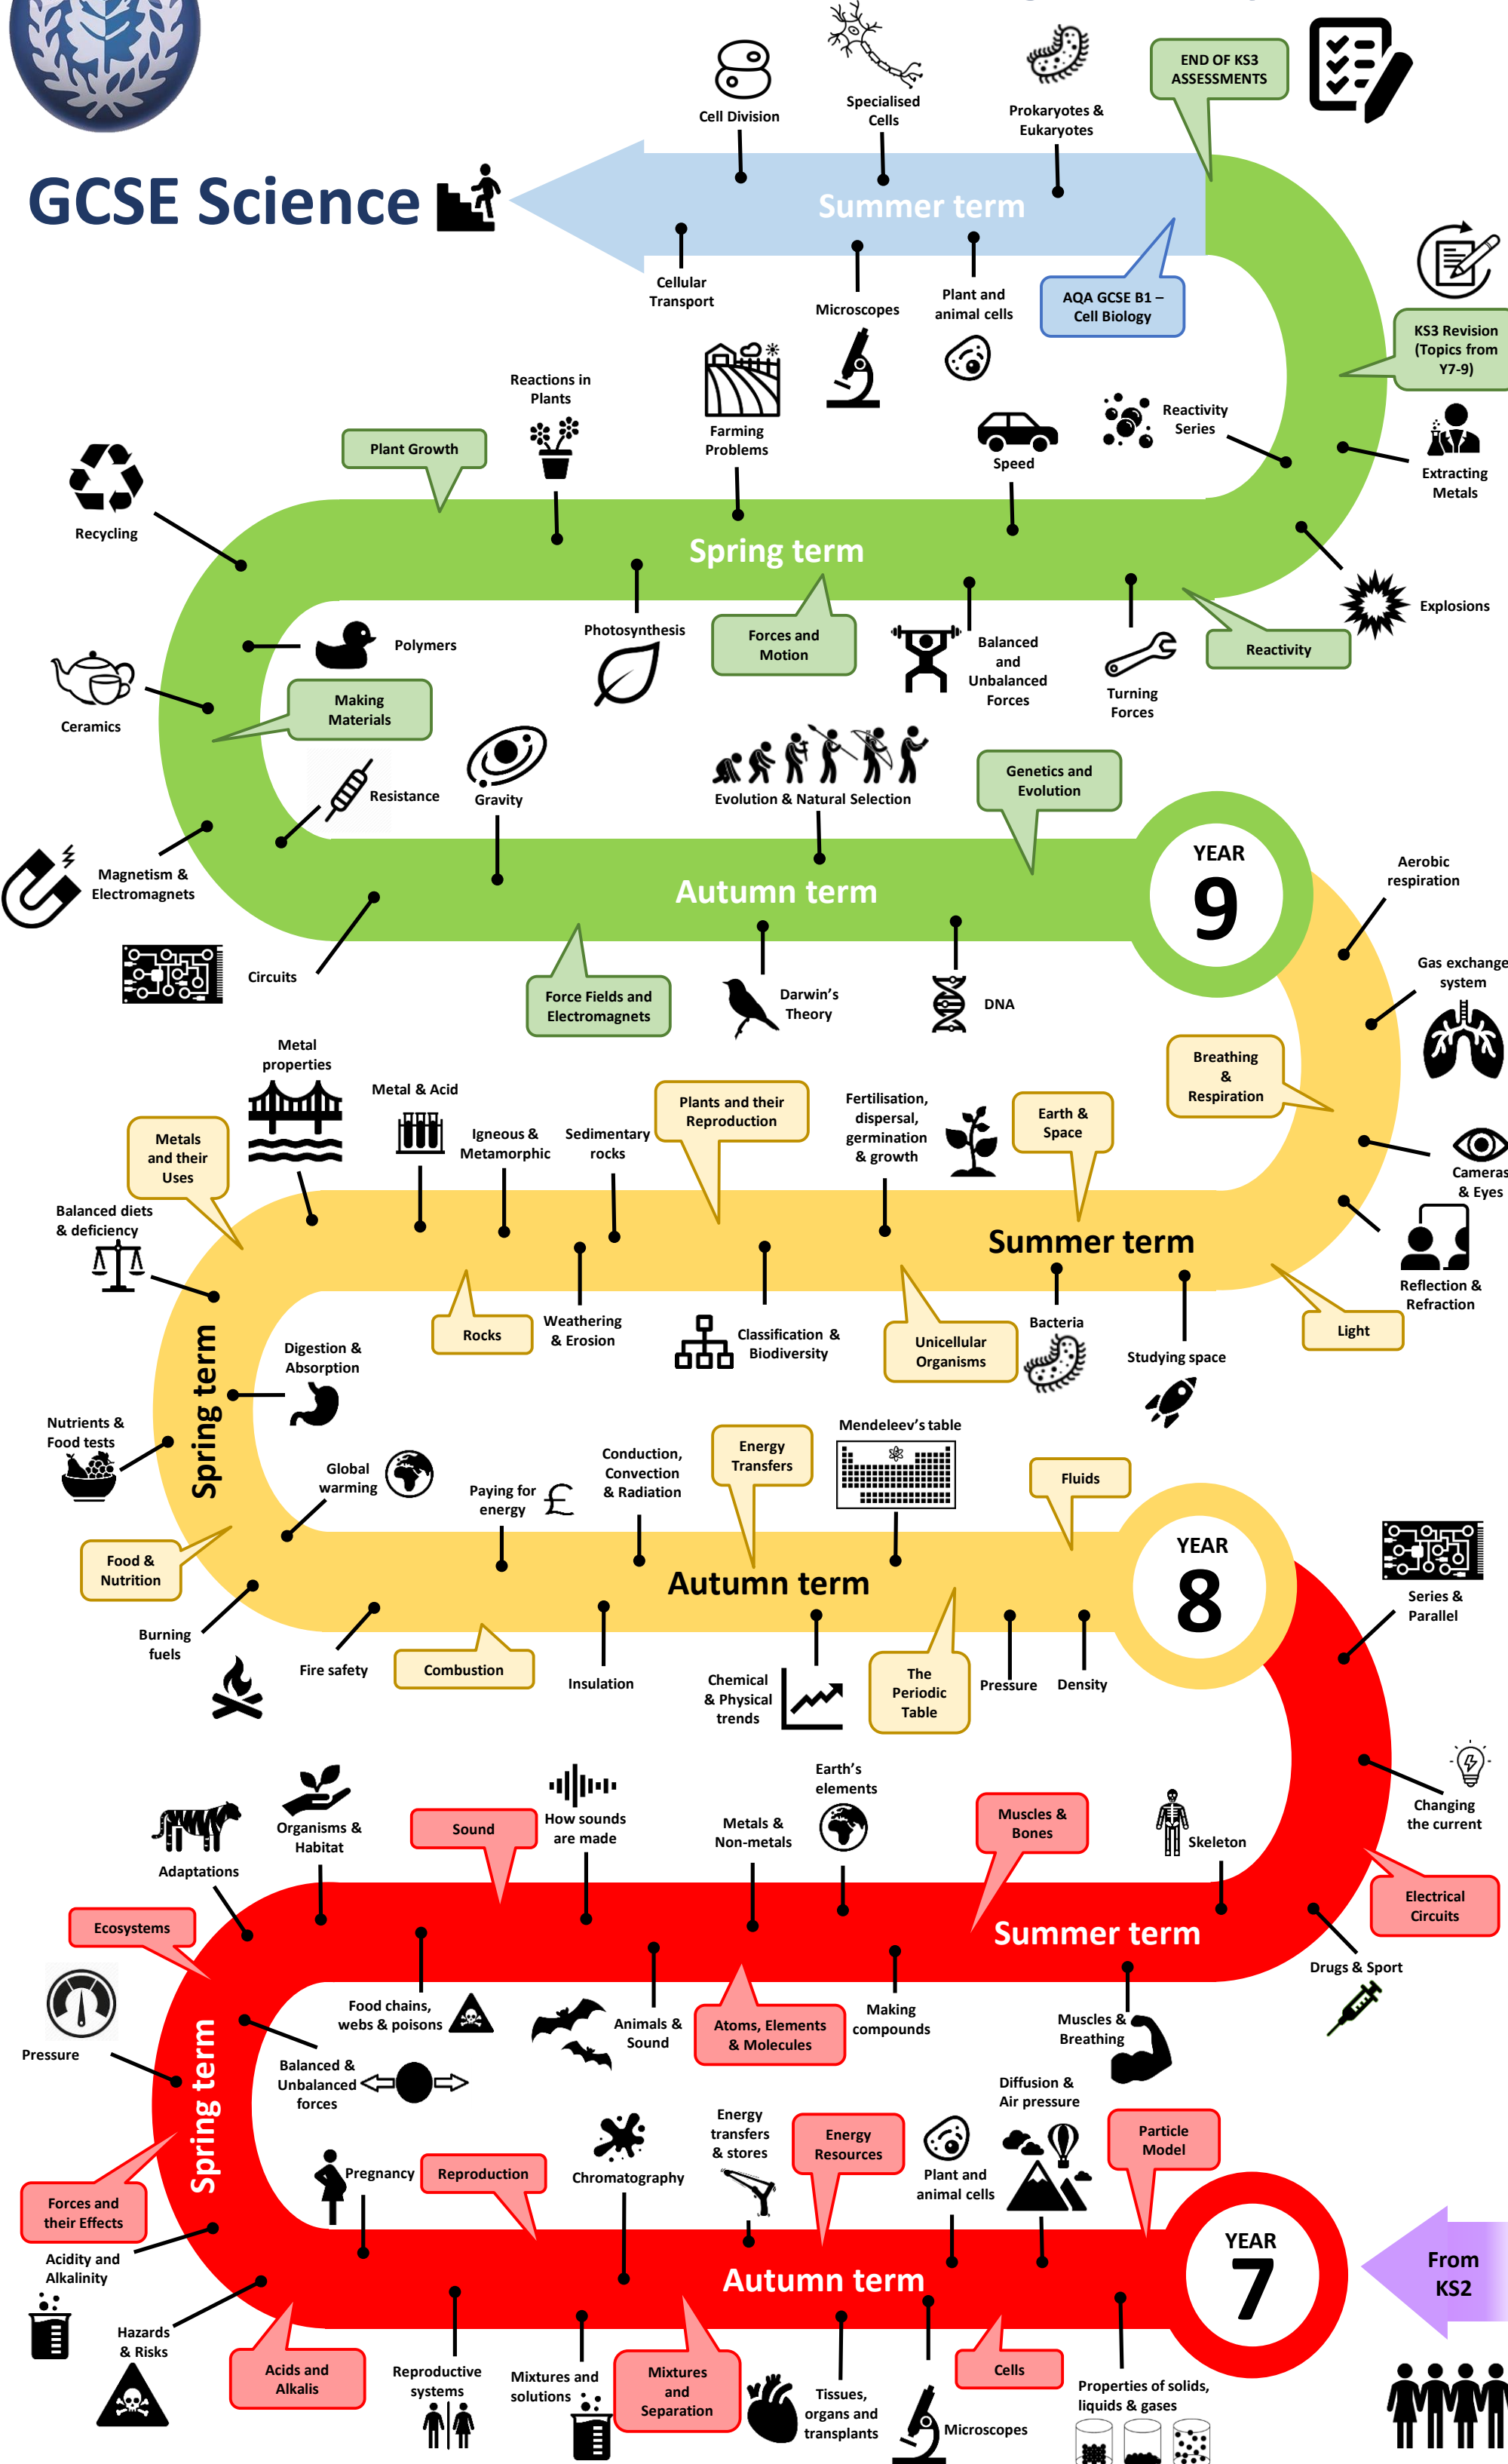 END OF KS3
ASSESSMENTS
Cell Division
Specialised
Cells
Prokaryotes &
Eukaryotes
GCSE Science
Summer term
Cellular
Transport
Microscopes
Plant and
animal cells
AQA GCSE B1 –
Cell Biology
KS3 Revision
(Topics from
Y7-9)
Reactions in
Plants
Farming
Problems
Speed
Reactivity
Series
Extracting
Metals
Plant Growth
Recycling
Spring term
Explosions
Photosynthesis
Forces and
Motion
Balanced
and
Unbalanced
Forces
Turning
Forces
Reactivity
Polymers
Ceramics
Making
Materials
Resistance
Gravity
Evolution & Natural Selection
Genetics and
Evolution
Magnetism &
Electromagnets
Autumn term
YEAR
9
Aerobic
respiration
Circuits
Force Fields and
Electromagnets
Darwin's
Theory
DNA
Gas exchange
system
Breathing
&
Respiration
Metal
properties
Metal & Acid
Igneous &
Metamorphic
Sedimentary
rocks
Plants and their
Reproduction
Fertilisation,
dispersal,
germination
& growth
Earth &
Space
Metals
and their
Uses
Cameras
& Eyes
Balanced diets
& deficiency
Summer term
Reflection &
Refraction
Rocks
Weathering
& Erosion
Classification &
Biodiversity
Unicellular
Organisms
Bacteria
Studying space
Light
Digestion &
Absorption
Spring term
Nutrients &
Food tests
Global
warming
Paying for
energy
£
Conduction,
Convection
& Radiation
Energy
Transfers
Mendeleev's table
Fluids
Food &
Nutrition
Autumn term
YEAR
8
Series &
Parallel
Burning
fuels
Fire safety
Combustion
Insulation
Chemical
& Physical
trends
The
Periodic
Table
Pressure
Density
Changing
the current
Adaptations
Organisms &
Habitat
Sound
How sounds
are made
Metals &
Non-metals
Earth's
elements
Muscles &
Bones
Skeleton
Electrical
Circuits
Ecosystems
Summer term
Drugs & Sport
Pressure
Food chains,
webs & poisons
Animals &
Sound
Atoms, Elements
& Molecules
Making
compounds
Muscles &
Breathing
Balanced &
Unbalanced
forces
Spring term
Pregnancy
Reproduction
Chromatography
Energy
transfers
& stores
Energy
Resources
Plant and
animal cells
Diffusion &
Air pressure
Particle
Model
Forces and
their Effects
Acidity and
Alkalinity
Autumn term
YEAR
7
From
KS2
Hazards
& Risks
Acids and
Alkalis
Reproductive
systems
Mixtures and
solutions
Mixtures
and
Separation
Tissues,
organs and
transplants
Microscopes
Cells
Properties of solids,
liquids & gases